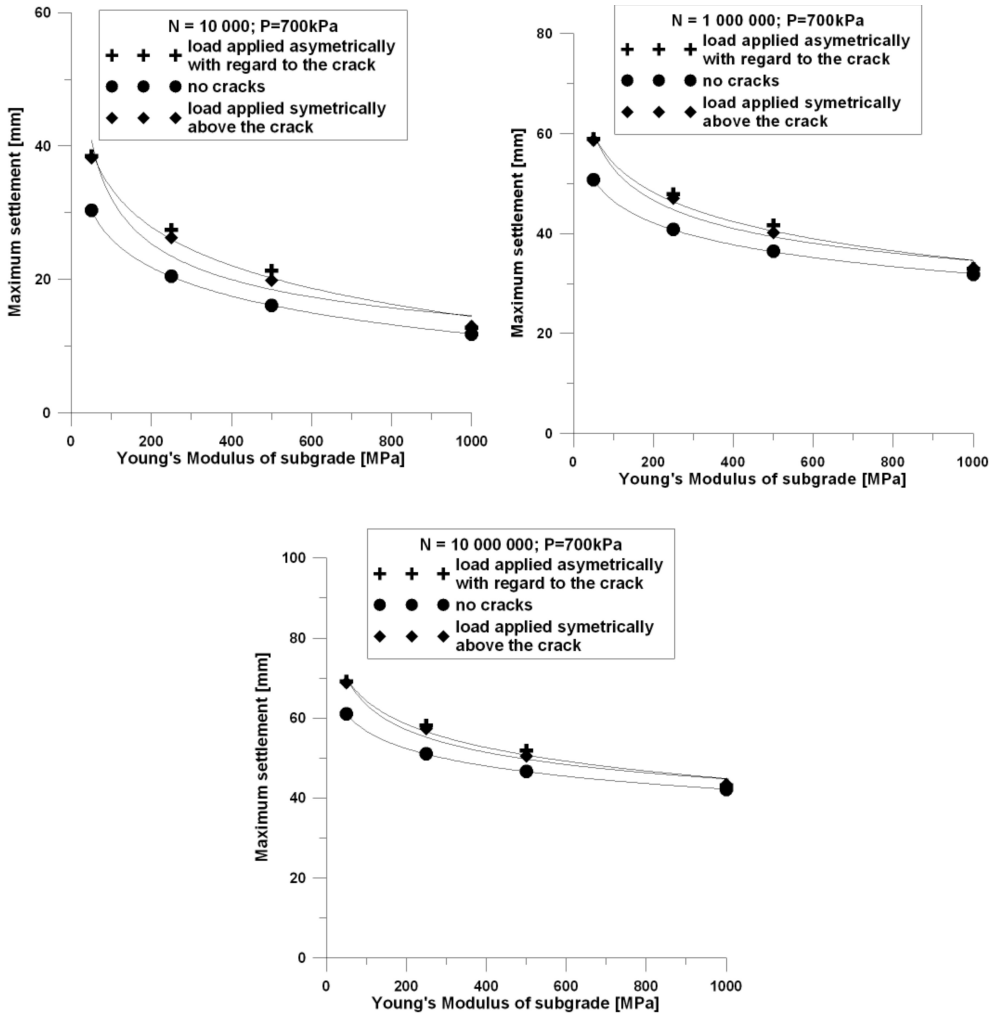 N = 10 000; P=700kPa
load applied asymetrically
with regard to the crack
no cracks
load applied symetrically
above the crack
Maximum settlement [mm]
60
40
20
0
0 200 400 600 800 1000
Young's Modulus of subgrade [MPa]
N = 1 000 000; P=700kPa
load applied asymetrically
with regard to the crack
no cracks
load applied symetrically
above the crack
Maximum settlement [mm]
80
60
40
20
0
0 200 400 600 800 1000
Young's Modulus of subgrade [MPa]
N = 10 000 000; P=700kPa
load applied asymetrically
with regard to the crack
no cracks
load applied symetrically
above the crack
Maximum settlement [mm]
100
80
60
40
20
0
0 200 400 600 800 1000
Young's Modulus of subgrade [MPa]